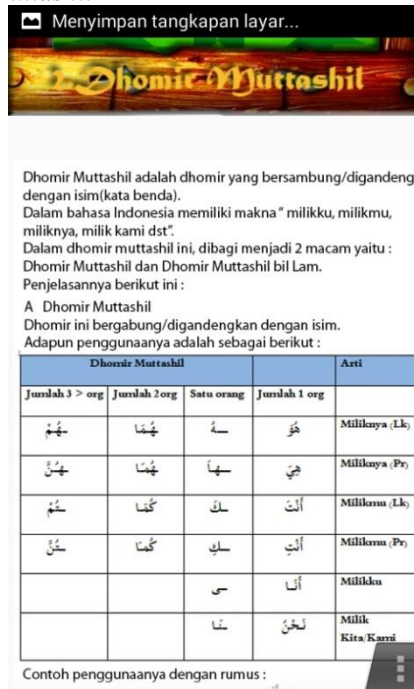 Menyimpan tangkapan layar...
2.Dhomir Muttashil
Dhomir Muttashil adalah dhomir yang bersambung/digandeng
dengan isim(kata benda).
Dalam bahasa Indonesia memiliki makna “ milikku, milikmu,
miliknya, milik kami dst”.
Dalam dhomir muttashil ini, dibagi menjadi 2 macam yaitu :
Dhomir Muttashil dan Dhomir Muttashil bil Lam.
Penjelasannya berikut ini :
A Dhomir Muttashil
Dhomir ini bergabung/digandengkan dengan isim.
Adapun penggunaanya adalah sebagai berikut :
Dhomir Muttashil Arti
Jumlah 3 > org Jumlah 2 org Satu orang Jumlah 1 org
ـهُمْ ـهُمَا ـهُ هُوَ Miliknya (Lk)
ـهُنَّ ـهُمَا ـهَا هِيَ Miliknya (Pr)
ـكُمْ كُمَا ـكَ أَنْتَ Milikmu (Lk)
ـكُنَّ كُمَا ـكِ أَنْتِ Milikmu (Pr)
ـي أَنَا Milikku
ـنَا نَحْنُ Milik
Kita/Kami
Contoh penggunaanya dengan rumus :